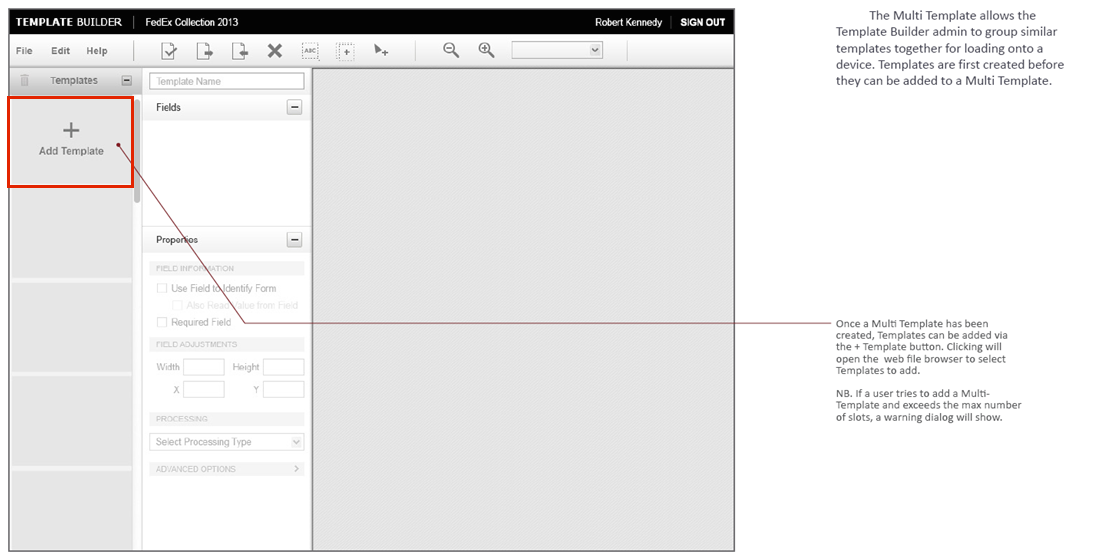 TEMPLATE BUILDER
FedEx Collection 2013
Robert Kennedy
SIGN OUT
File Edit Help
ABC
Templates
Template Name
Add Template
Fields
Properties
FIELD INFORMATION
Use Field to Identify Form
Also Read Value from Field
Required Field
FIELD ADJUSTMENTS
Width Height
X Y
PROCESSING
Select Processing Type
ADVANCED OPTIONS
The Multi Template allows the
Template Builder admin to group similar
templates together for loading onto a
device. Templates are first created before
they can be added to a Multi Template.
Once a Multi Template has been
created, Templates can be added via
the + Template button. Clicking will
open the web file browser to select
Templates to add.
NB. If a user tries to add a Multi-
Template and exceeds the max number
of slots, a warning dialog will show.